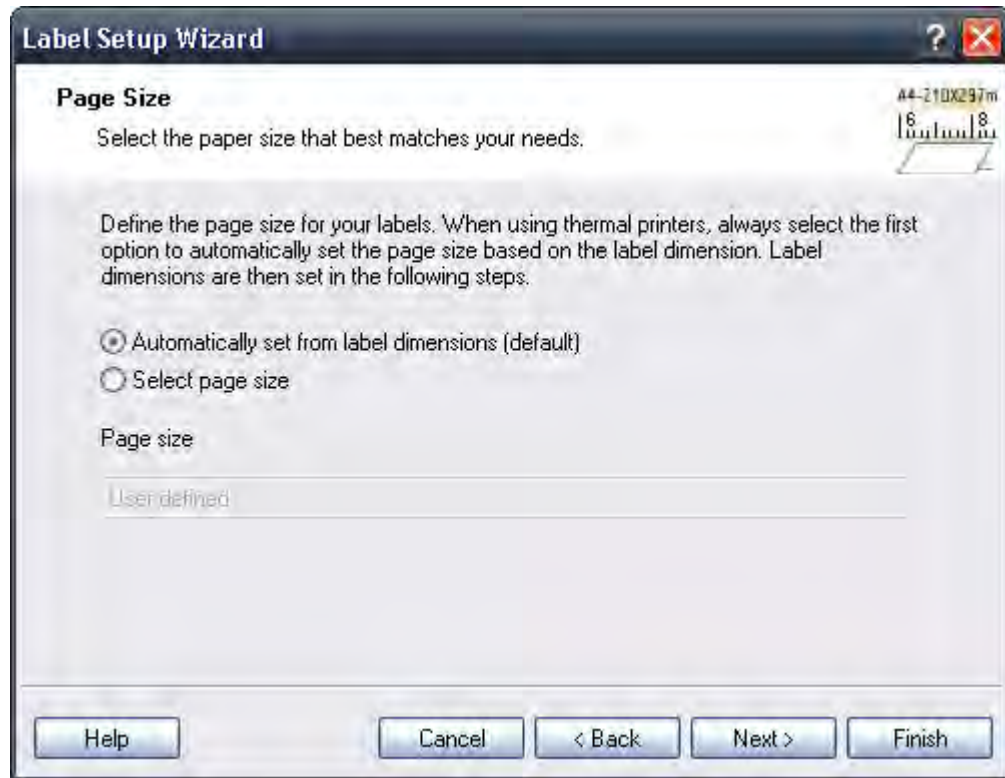 Label Setup Wizard
?
Page Size
A4-210X297m
Select the paper size that best matches your needs.
6 8
Define the page size for your labels. When using thermal printers, always select the first
option to automatically set the page size based on the label dimension. Label
dimensions are then set in the following steps.
Automatically set from label dimensions (default)
Select page size
Page size
User defined
Help Cancel < Back Next > Finish